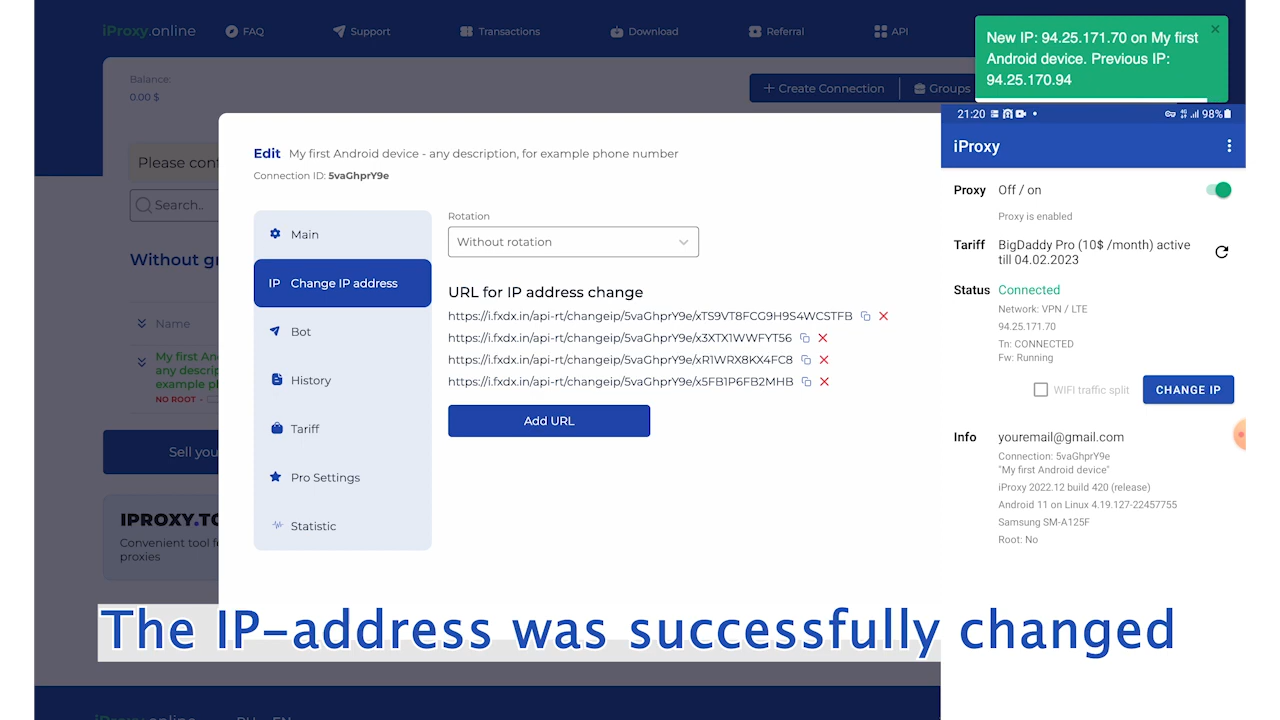 iProxy.online
FAQ
Support
Transactions
Download
Referral
API
Balance:
0.00 $
Create Connection
Groups
New IP: 94.25.171.70 on My first
Android device. Previous IP:
94.25.170.94
Please
Search..
Without
Name
My first
any
example
NO ROOT -
Sell you
Convenient tool
proxies
Edit My first Android device - any description, for example phone number
Connection ID: 5vaGhprY9e
Main
IP Change IP address
Bot
History
Tariff
Pro Settings
Statistic
Rotation
Without rotation
URL for IP address change
https://i.fxdx.in/api-rt/changeip/5vaGhprY9e/xTS9VT8FCG9H9S4WCSTFB
https://i.fxdx.in/api-rt/changeip/5vaGhprY9e/x3XTX1WWFYT56
https://i.fxdx.in/api-rt/changeip/5vaGhprY9e/xR1WRX8KX4FC8
https://i.fxdx.in/api-rt/changeip/5vaGhprY9e/x5FB1P6FB2MHB
Add URL
21:20
98%
iProxy
Proxy Off / on
Proxy is enabled
Tariff BigDaddy Pro (10$ /month) active
till 04.02.2023
Status Connected
Network: VPN / LTE
94.25.171.70
Tn: CONNECTED
Fw: Running
WIFI traffic split
CHANGE IP
Info youremail@gmail.com
Connection: 5vaGhprY9e
"My first Android device"
iProxy 2022.12 build 420 (release)
Android 11 on Linux 4.19.127-22457755
Samsung SM-A125F
Root: No
The IP-address was successfully changed